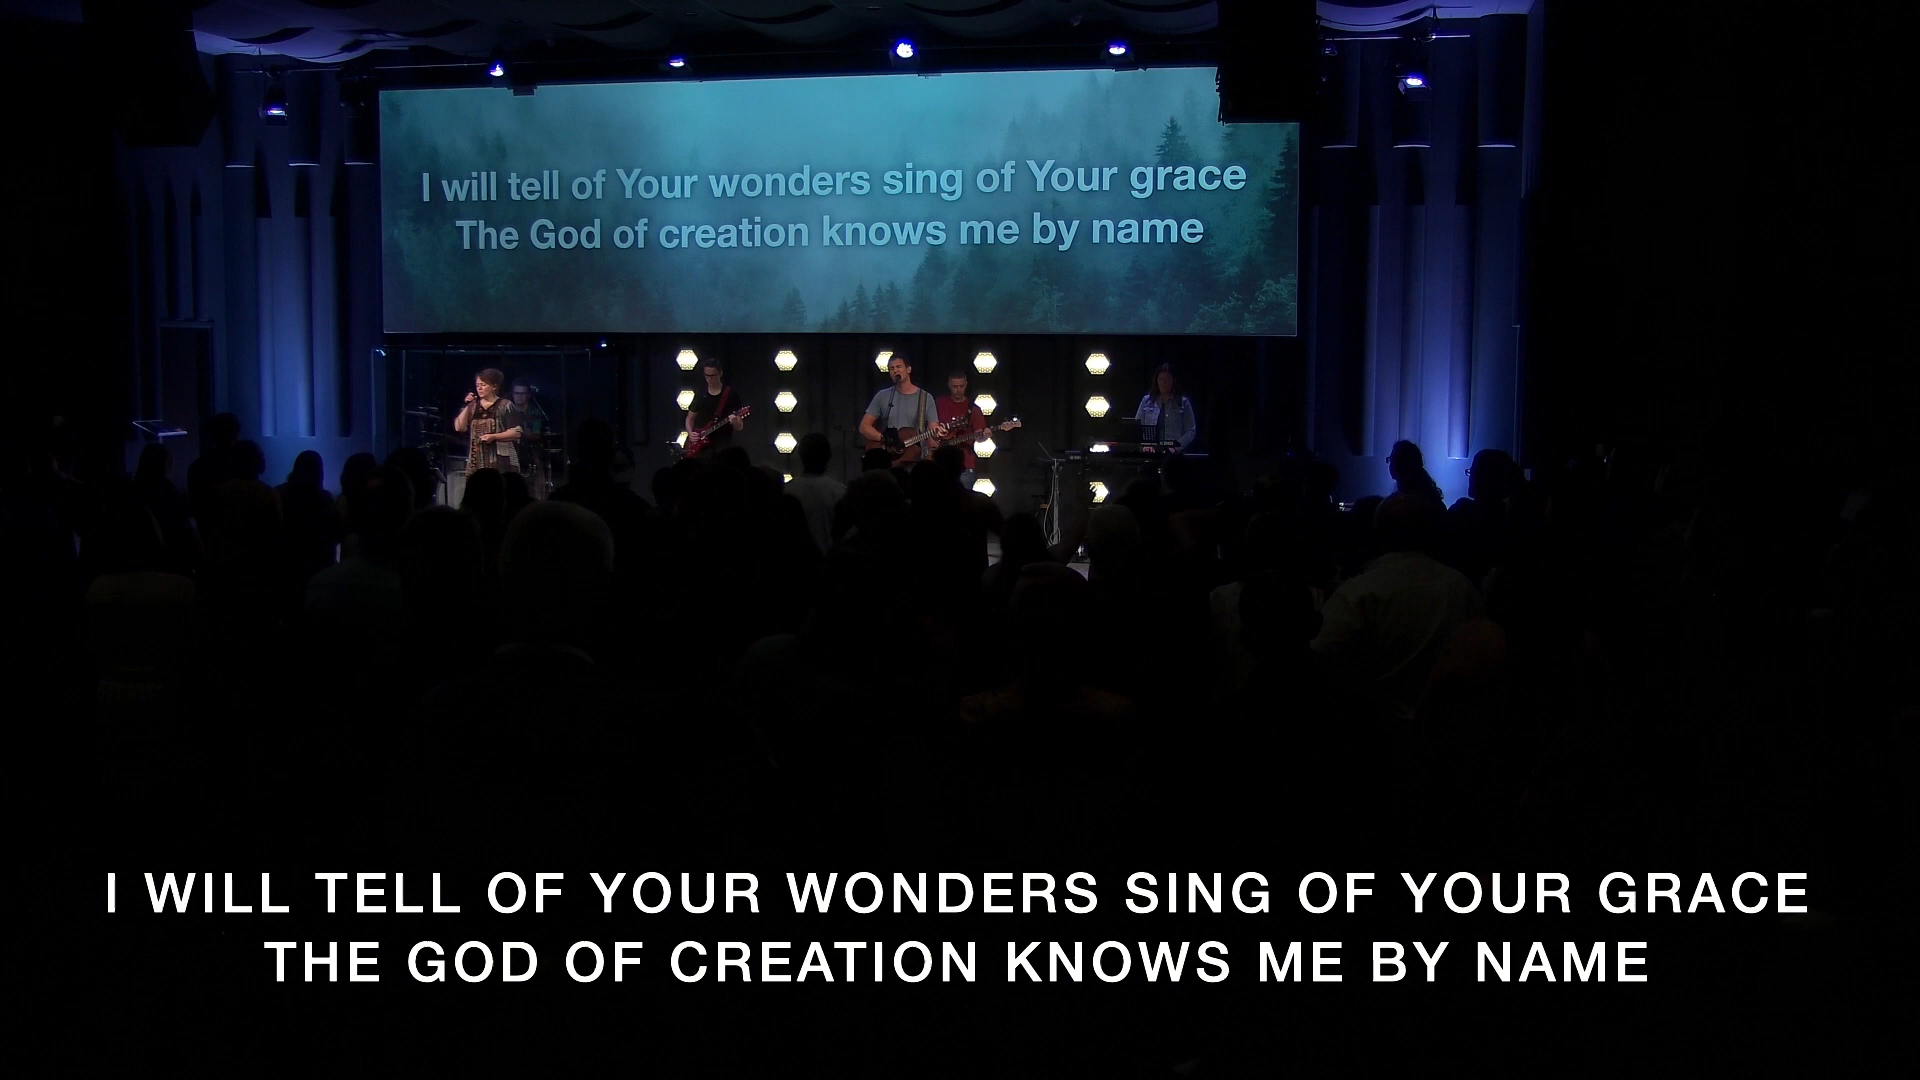 I will tell of Your wonders sing of Your grace
The God of creation knows me by name
I WILL TELL OF YOUR WONDERS SING OF YOUR GRACE
THE GOD OF CREATION KNOWS ME BY NAME